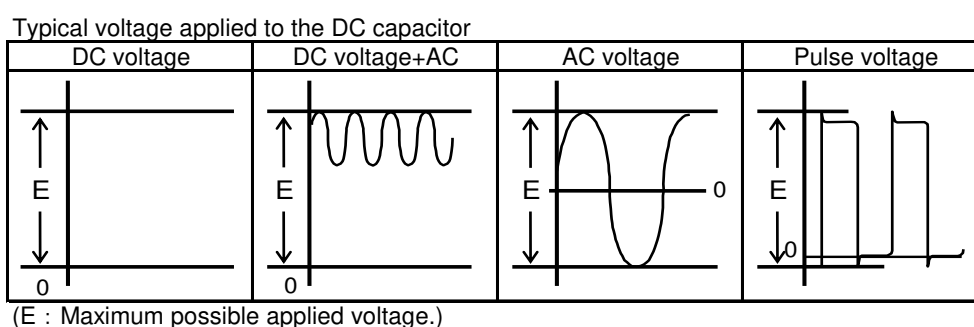 Typical voltage applied to the DC capacitor
DC voltage DC voltage+AC AC voltage Pulse voltage
E E E 0 E
0
0 0
(E : Maximum possible applied voltage.)